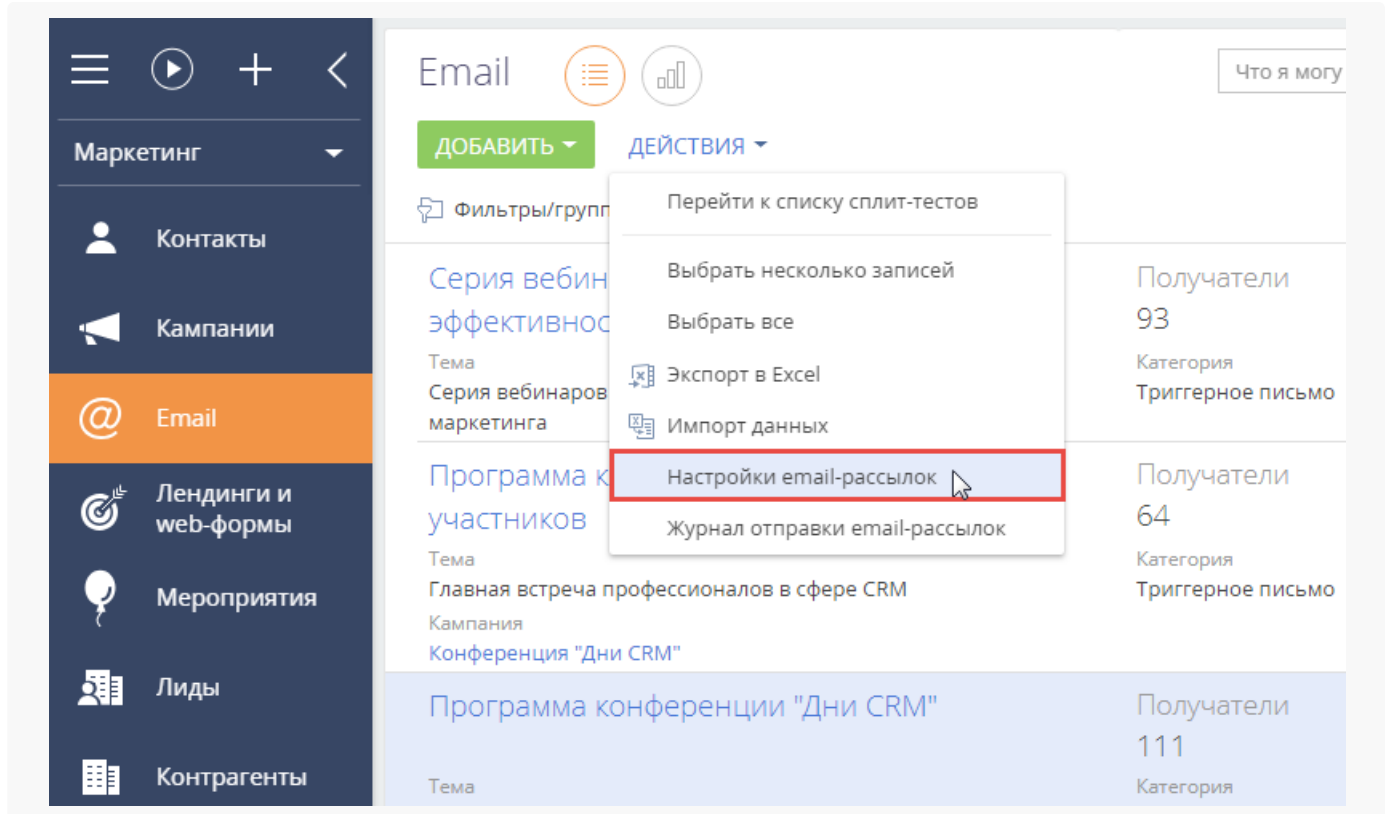 Маркетинг
Контакты
Кампании
@ Email
Лендинги и
web-формы
Мероприятия
Лиды
Контрагенты
Email
Что я могу
ДОБАВИТЬ
ДЕЙСТВИЯ
Фильтры/групп
Перейти к списку сплит-тестов
Выбрать несколько записей
Выбрать все
Экспорт в Excel
Импорт данных
Настройки email-рассылок
Журнал отправки email-рассылок
Серия вебин
эффективнос
Тема
Серия вебинаров
маркетинга
Получатели
93
Категория
Триггерное письмо
Программа к
участников
Тема
Главная встреча профессионалов в сфере CRM
Кампания
Конференция "Дни CRM"
Получатели
64
Категория
Триггерное письмо
Программа конференции "Дни CRM"
Тема
Получатели
111
Категория